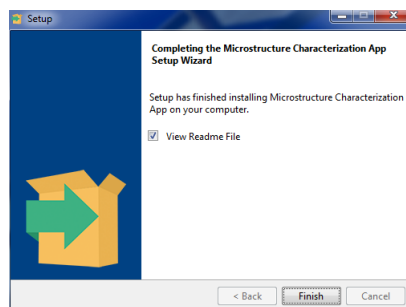 Setup
Completing the Microstructure Characterization App
Setup Wizard
Setup has finished installing Microstructure Characterization
App on your computer.
View Readme File
< Back
Finish
Cancel